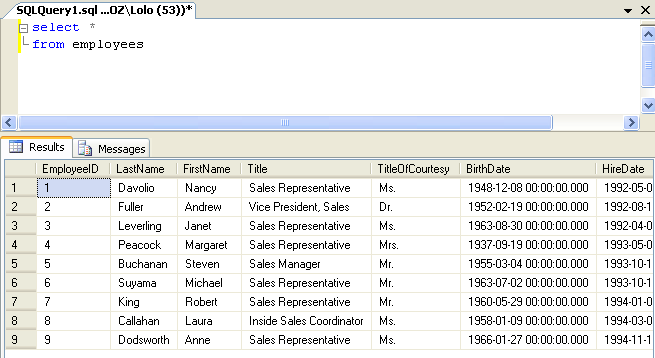 SQLQuery1.sql ...OZ\Lolo (53))*
select *
from employees
Results Messages
EmployeeID LastName FirstName Title TitleOfCourtesy BirthDate HireDate
1 1 Davolio Nancy Sales Representative Ms. 1948-12-08 00:00:00.000 1992-05-0
2 2 Fuller Andrew Vice President, Sales Dr. 1952-02-19 00:00:00.000 1992-08-1
3 3 Leverling Janet Sales Representative Ms. 1963-08-30 00:00:00.000 1992-04-0
4 4 Peacock Margaret Sales Representative Mrs. 1937-09-19 00:00:00.000 1993-05-0
5 5 Buchanan Steven Sales Manager Mr. 1955-03-04 00:00:00.000 1993-10-1
6 6 Suyama Michael Sales Representative Mr. 1963-07-02 00:00:00.000 1993-10-1
7 7 King Robert Sales Representative Mr. 1960-05-29 00:00:00.000 1994-01-0
8 8 Callahan Laura Inside Sales Coordinator Ms. 1958-01-09 00:00:00.000 1994-03-0
9 9 Dodsworth Anne Sales Representative Ms. 1966-01-27 00:00:00.000 1994-11-1